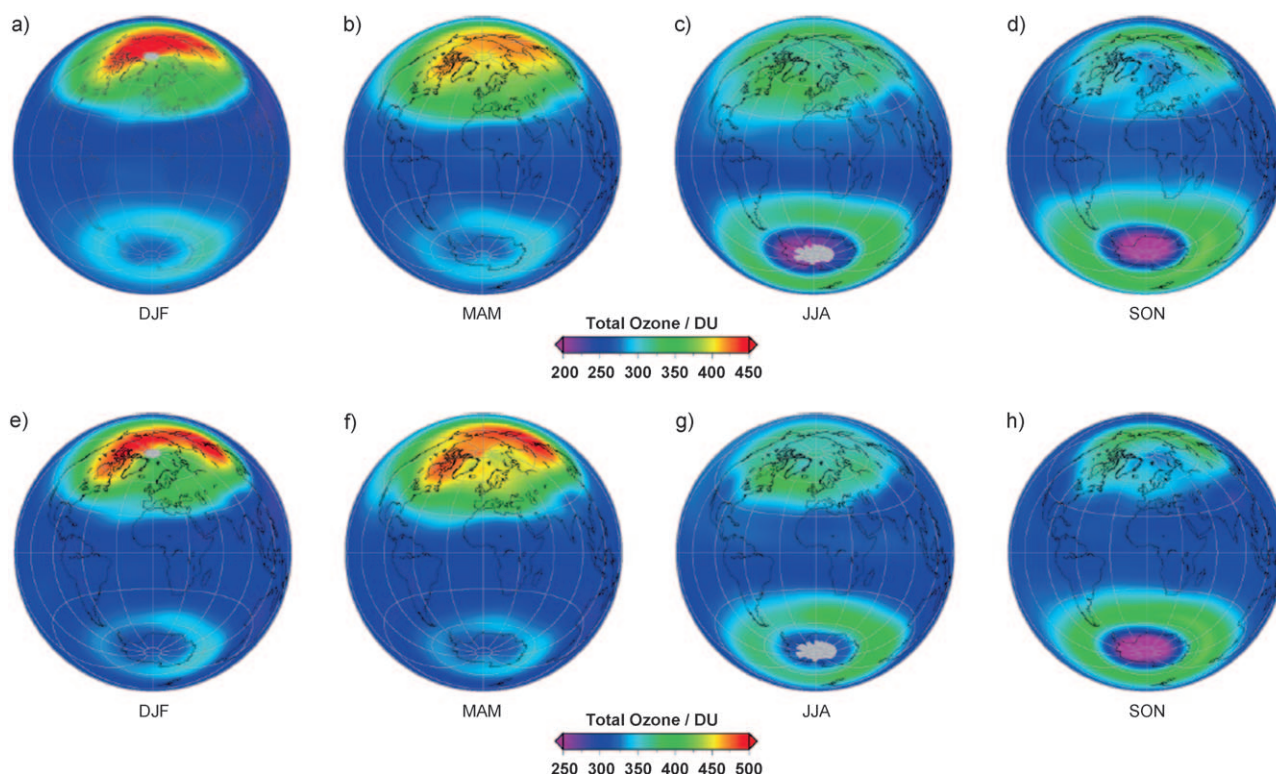 a) b) c) d)
DJF MAM JJA SON
Total Ozone / DU
200 250 300 350 400 450
e) f) g) h)
DJF MAM JJA SON
Total Ozone / DU
250 300 350 400 450 500